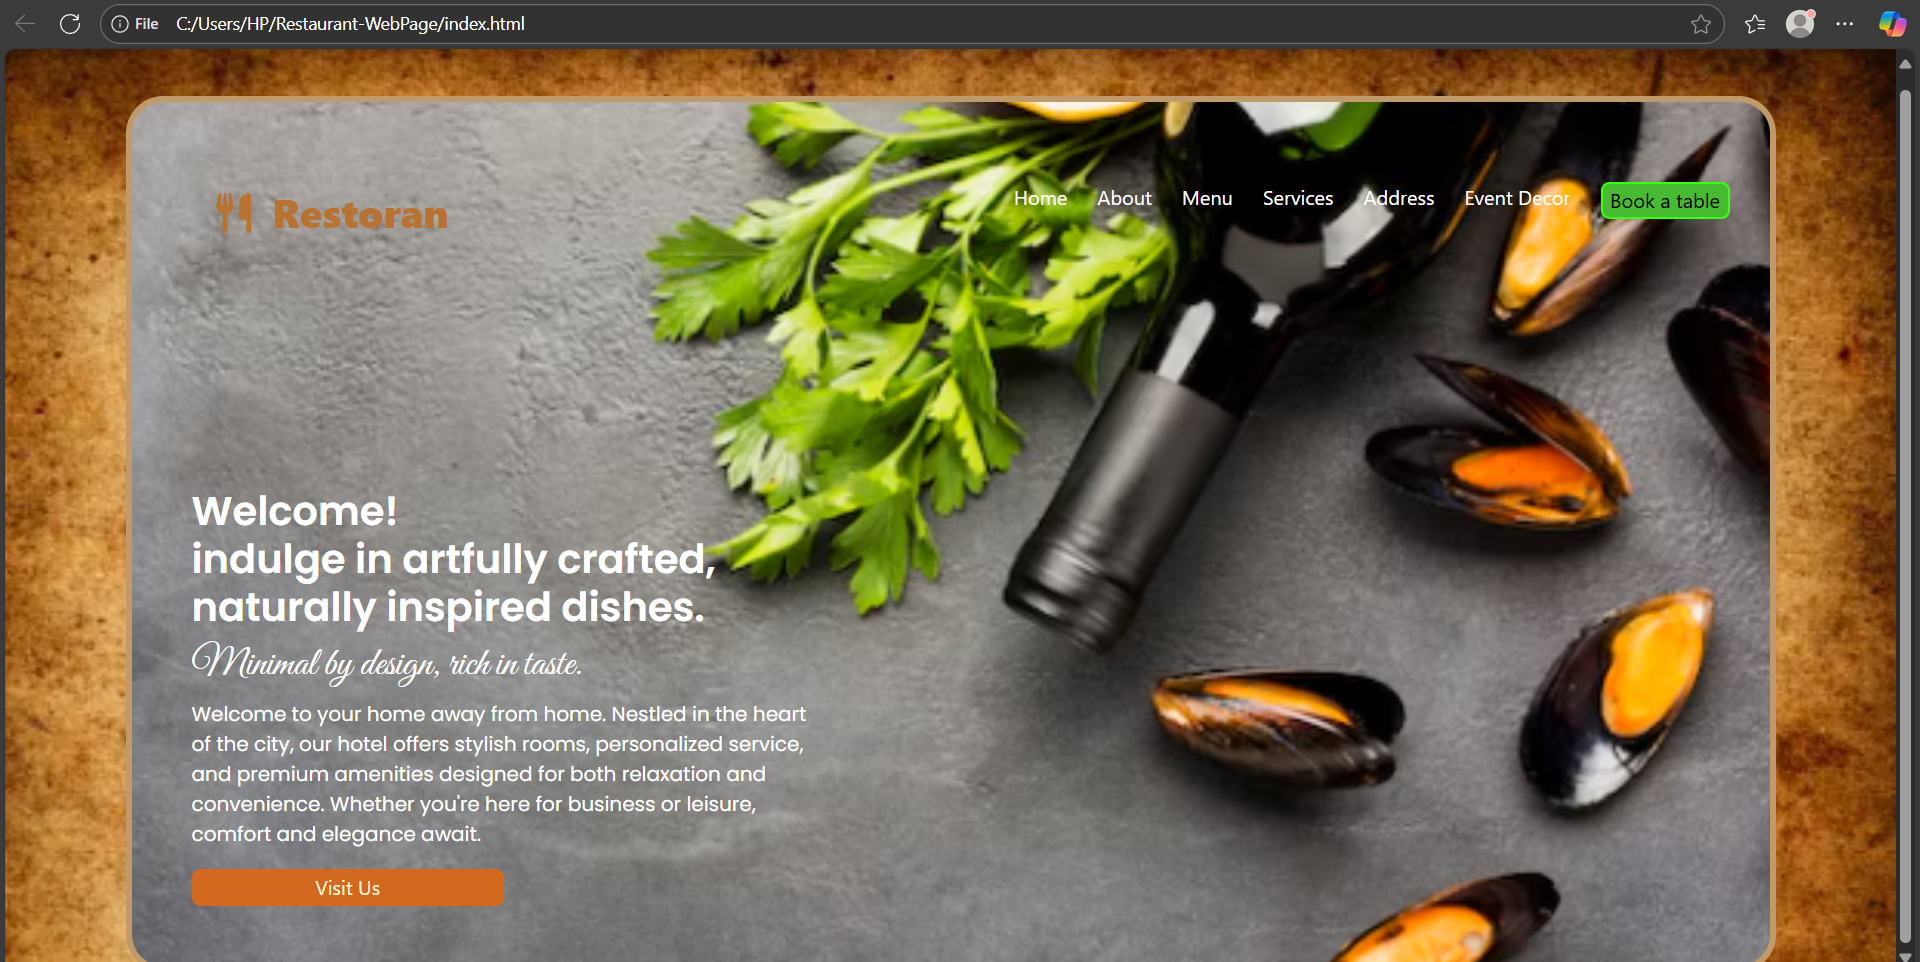 File C:/Users/HP/Restaurant-WebPage/index.html
Restoran
Home About Menu Services Address Event Decor Book a table
Welcome!
indulge in artfully crafted,
naturally inspired dishes.
Minimal by design, rich in taste.
Welcome to your home away from home. Nestled in the heart
of the city, our hotel offers stylish rooms, personalized service,
and premium amenities designed for both relaxation and
convenience. Whether you're here for business or leisure,
comfort and elegance await.
Visit Us